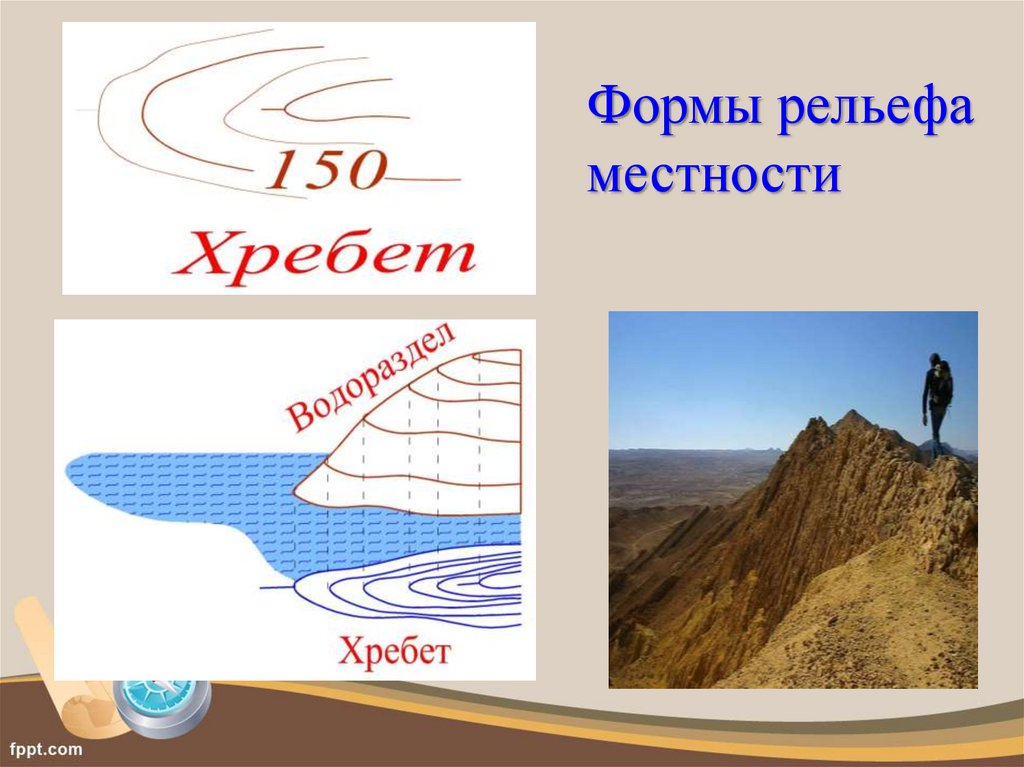 Формы рельефа
местности
150
Хребет
Водораздел
Хребет
fppt.com